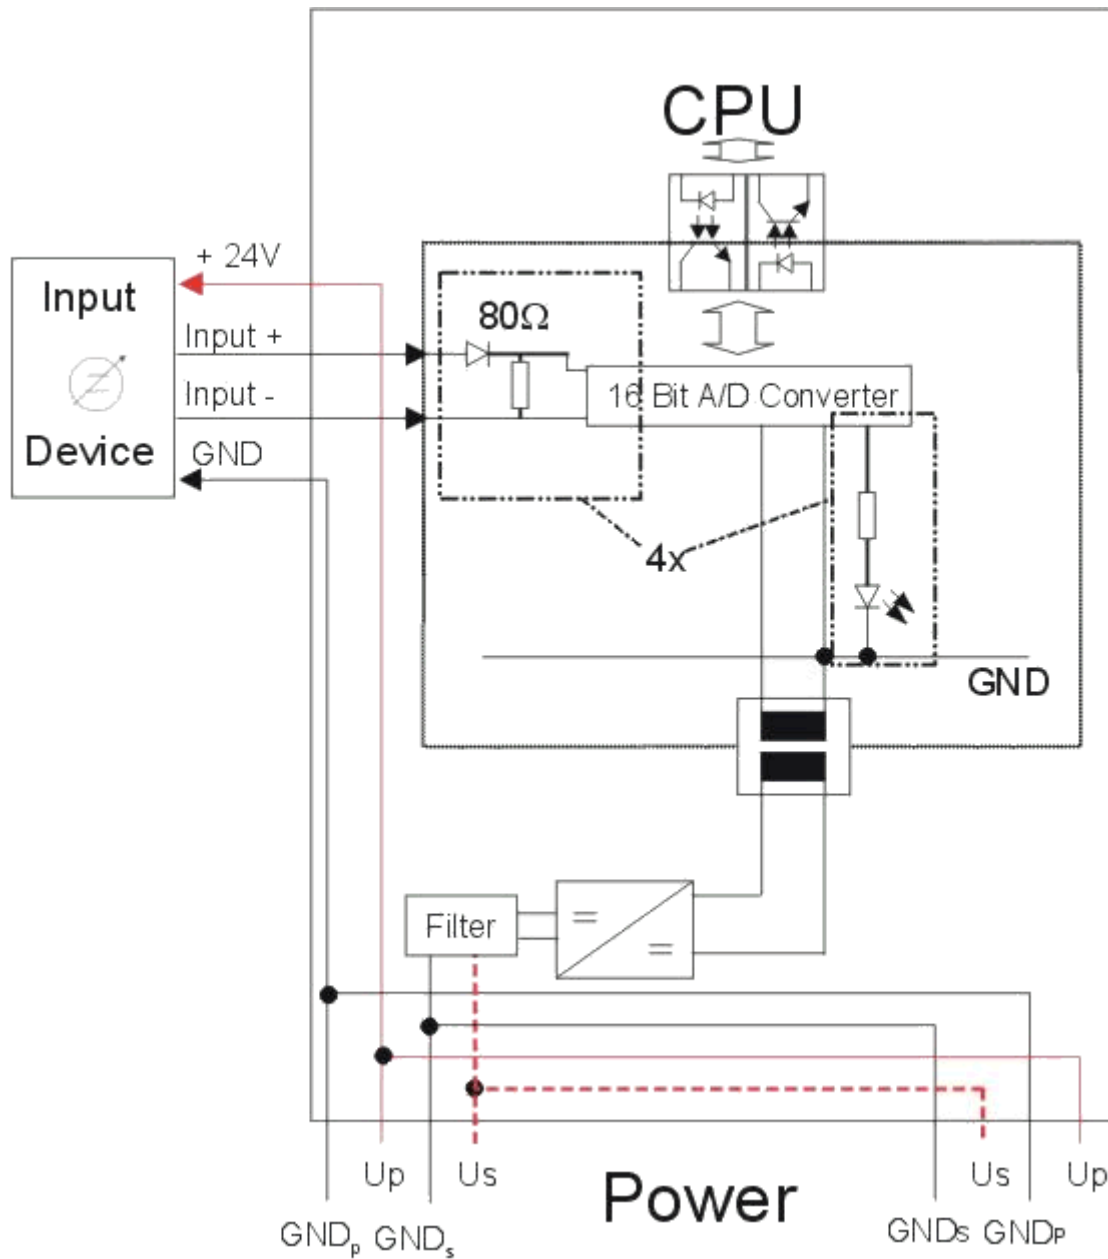 CPU
+ 24V
Input
Device
Input +
Input -
GND
80Ω
16 Bit A/D Converter
4x
GND
Filter
Up
Us
Power
Us
Up
GNDp
GNDs
GNDs
GNDP